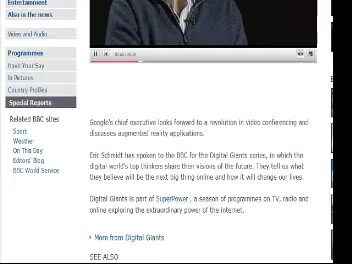 Entertainment
Also in the news
Video and Audio
Programmes
Have Your Say
In Pictures
Country Profiles
Special Reports
Related BBC sites
Sport
Weather
On This Day
Editors' Blog
BBC World Service
Google's chief executive looks forward to a revolution in video conferencing and
discusses augmented reality applications.
Eric Schmidt has spoken to the BBC for the Digital Giants series, in which the
digital world's top thinkers share their visions of the future. They tell us what
they believe will be the next big thing online and how it will change our lives.
Digital Giants is part of SuperPower , a season of programmes on TV, radio and
online exploring the extraordinary power of the internet.
More from Digital Giants
SEE ALSO